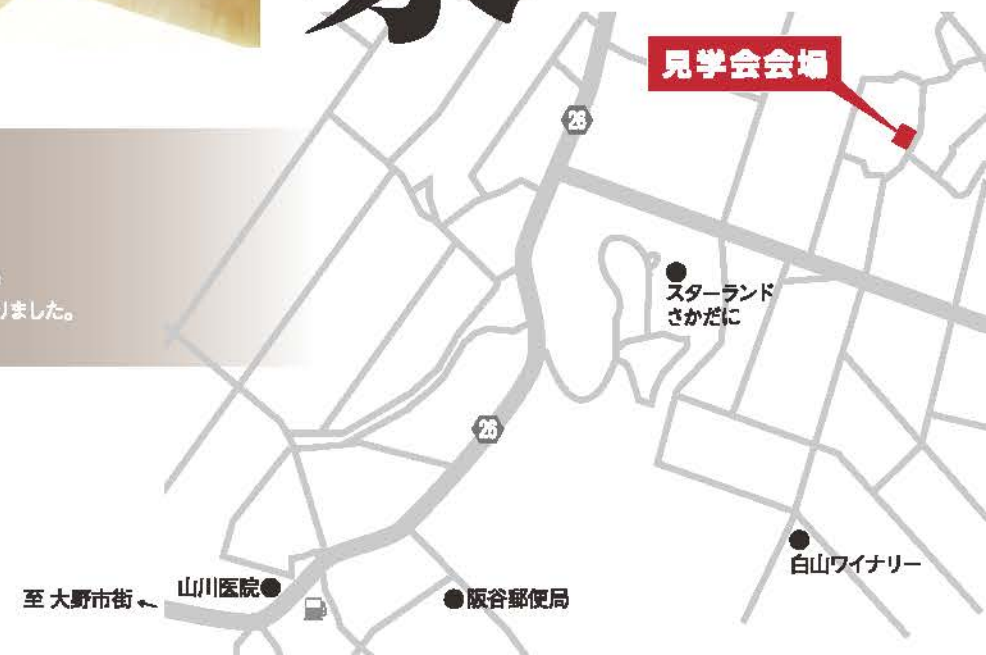 見学会会場
26
りました。
スターランド
さかだに
26
白山ワイナリー
至 大野市街
山川医院
阪谷郵便局